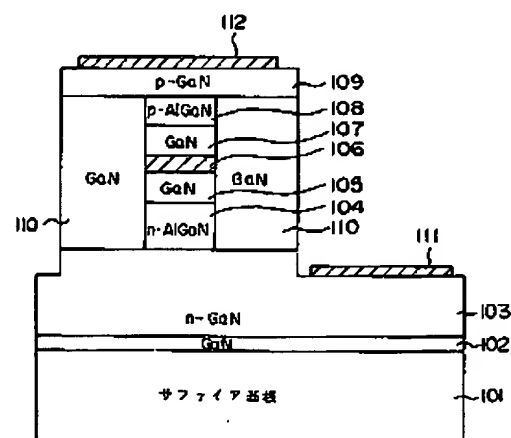 112
p-GaN
109
p-AlGaN
108
GaN
107
106
GaN
GaN
GaN
105
n-AlGaN
104
110
110
111
n-GaN
103
GaN
102
サファイア基板
101